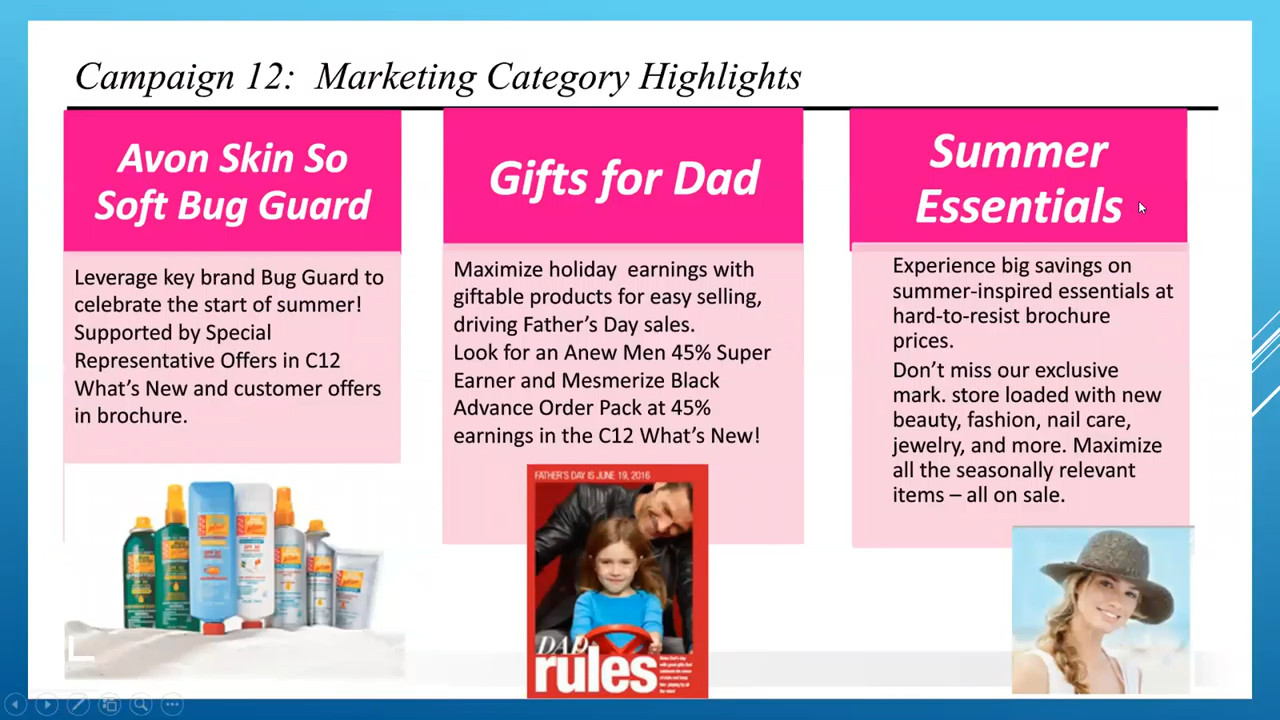 Campaign 12: Marketing Category Highlights
Avon Skin So
Soft Bug Guard
Leverage key brand Bug Guard to
celebrate the start of summer!
Supported by Special
Representative Offers in C12
What's New and customer offers
in brochure.
Gifts for Dad
Maximize holiday earnings with
giftable products for easy selling,
driving Father's Day sales.
Look for an Anew Men 45% Super
Earner and Mesmerize Black
Advance Order Pack at 45%
earnings in the C12 What's New!
FATHER'S DAY IS JUNE 19, 2016
DAD
rules
Summer
Essentials
Experience big savings on
summer-inspired essentials at
hard-to-resist brochure
prices.
Don't miss our exclusive
mark. store loaded with new
beauty, fashion, nail care,
jewelry, and more. Maximize
all the seasonally relevant
items – all on sale.